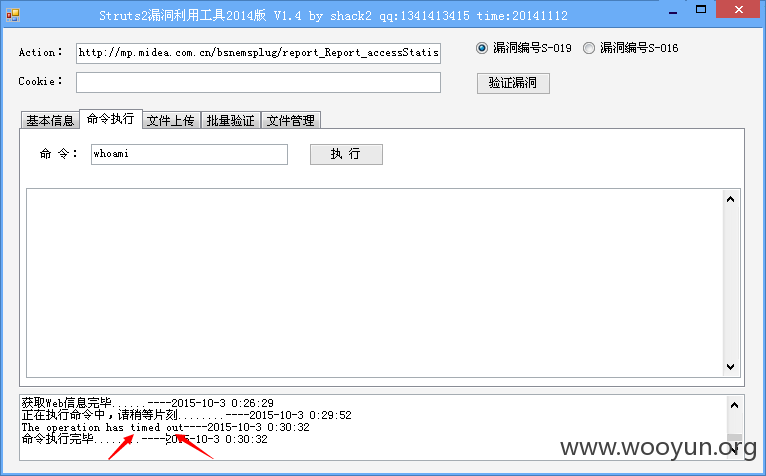 Struts2漏洞利用工具2014版 V1.4 by shack2 qq:1341413415 time:20141112
Action: http://mp.midea.com.cn/bsnemsplug/report_Report_accessStatis 漏洞编号S-019 漏洞编号S-016
Cookie: 验证漏洞
基本信息 命令执行 文件上传 批量验证 文件管理
命 令: whoami 执 行
获取Web信息完毕......----2015-10-3 0:26:29
正在执行命令中,请稍等片刻........----2015-10-3 0:29:52
The operation has timed out----2015-10-3 0:30:32
命令执行完毕........----2015-10-3 0:30:32
www.wooyun.org